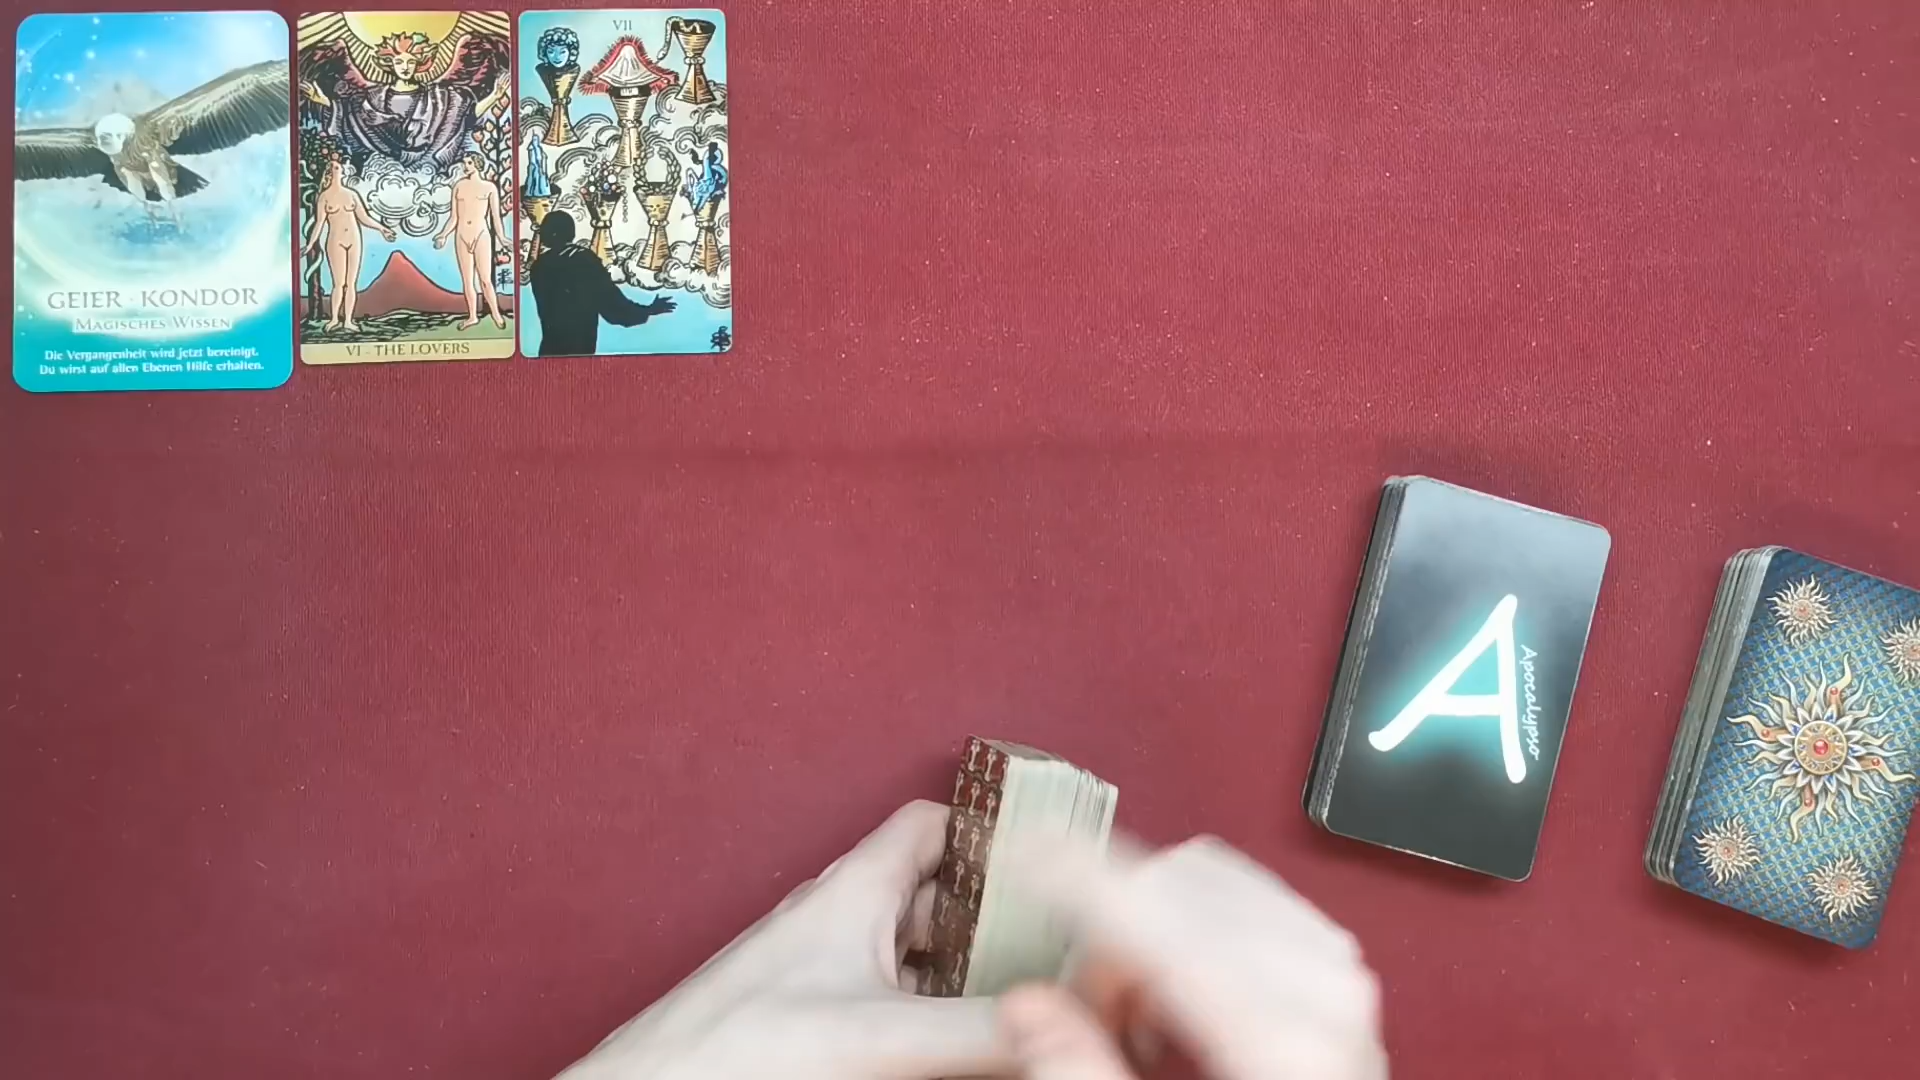 GEIER · KONDOR
MAGISCHES WISSEN
Die Vergangenheit wird jetzt bereinigt.
Du wirst auf allen Ebenen Hilfe erhalten.
VI - THE LOVERS
VII
A
Apocalypso